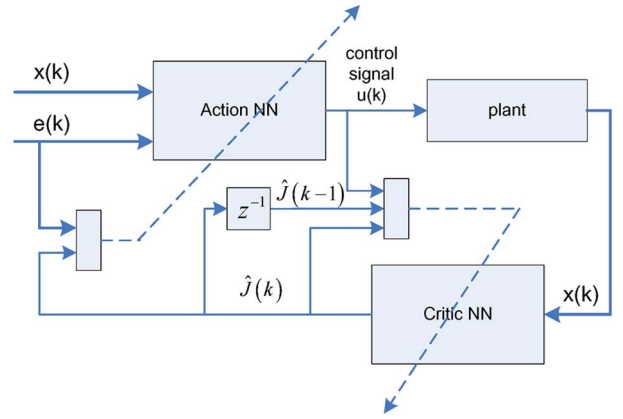 x(k)
e(k)
Action NN
control
signal
u(k)
plant
z⁻¹
Ĵ(k−1)
Ĵ(k)
Critic NN
x(k)